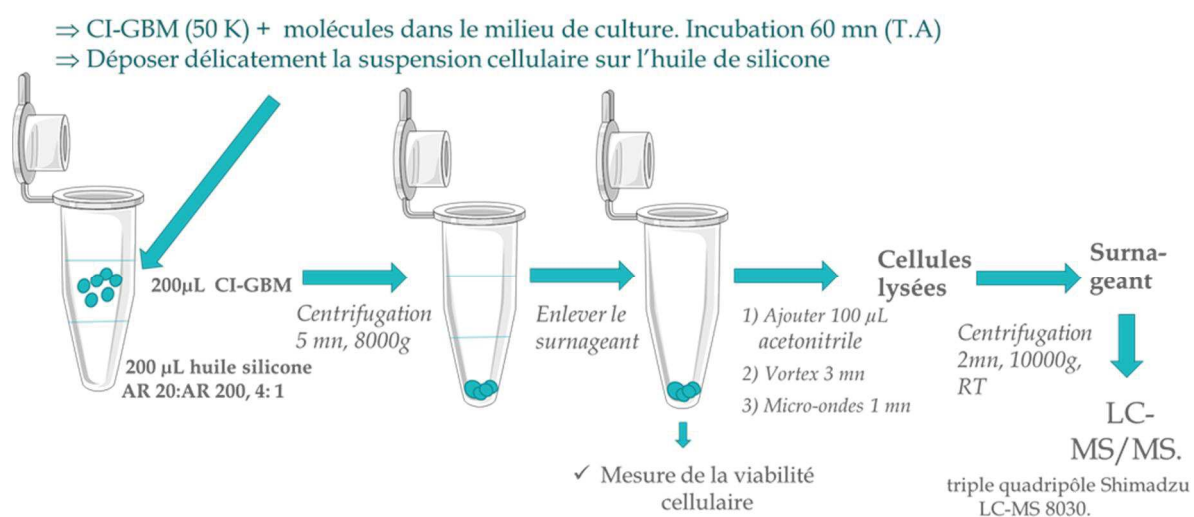 ⇒ CI-GBM (50 K) + molécules dans le milieu de culture. Incubation 60 mn (T.A)
⇒ Déposer délicatement la suspension cellulaire sur l’huile de silicone
200µL CI-GBM
200 µL huile silicone
AR 20:AR 200, 4: 1
Centrifugation
5 mn, 8000g
Enlever le
surnageant
1) Ajouter 100 µL
acetonitrile
2) Vortex 3 mn
3) Micro-ondes 1 mn
✓ Mesure de la viabilité
cellulaire
Cellules
lysées
Centrifugation
2mn, 10000g,
RT
Surna-
geant
LC-
MS/MS.
triple quadripôle Shimadzu
LC-MS 8030.